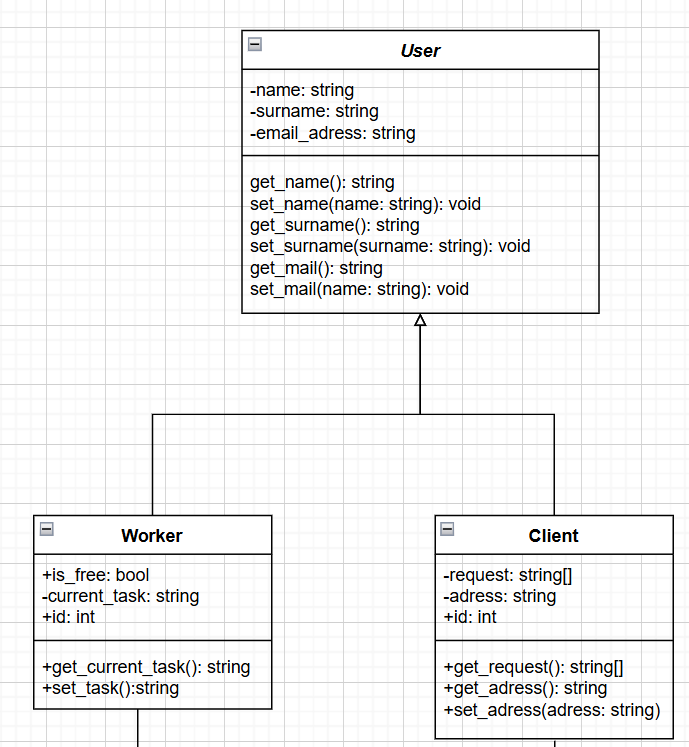 User
-name: string
-surname: string
-email_adress: string
get_name(): string
set_name(name: string): void
get_surname(): string
set_surname(surname: string): void
get_mail(): string
set_mail(name: string): void
Worker
+is_free: bool
-current_task: string
+id: int
+get_current_task(): string
+set_task():string
Client
-request: string[]
-adress: string
+id: int
+get_request(): string[]
+get_adress(): string
+set_adress(adress: string)